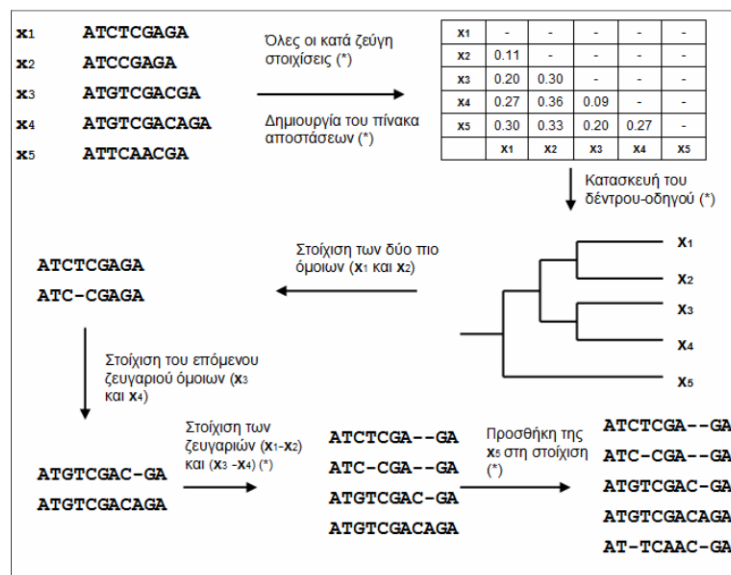 x1 ATCTCGAGA
x2 ATCCGAGA
x3 ATGTCGACGA
x4 ATGTCGACAGA
x5 ATTCAACGA
Όλες οι κατά ζεύγη
στοιχίσεις (*)
Δημιουργία του πίνακα
αποστάσεων (*)
x1 - - - - -
x2 0.11 - - - -
x3 0.20 0.30 - - -
x4 0.27 0.36 0.09 - -
x5 0.30 0.33 0.20 0.27 -
x1 x2 x3 x4 x5
Κατασκευή του
δέντρου-οδηγού (*)
x1
x2
x3
x4
x5
Στοίχιση των δύο πιο
όμοιων (x1 και x2)
ATCTCGAGA
ATC-CGAGA
Στοίχιση του επόμενου
ζευγαριού όμοιων (x3
και x4)
ATGTCGAC-GA
ATGTCGACAGA
Στοίχιση των
ζευγαριών (x1-x2)
και (x3 -x4) (*)
ATCTCGA--GA
ATC-CGA--GA
ATGTCGAC-GA
ATGTCGACAGA
Προσθήκη της
x5 στη στοίχιση
(*)
ATCTCGA--GA
ATC-CGA--GA
ATGTCGAC-GA
ATGTCGACAGA
AT-TCAAC-GA